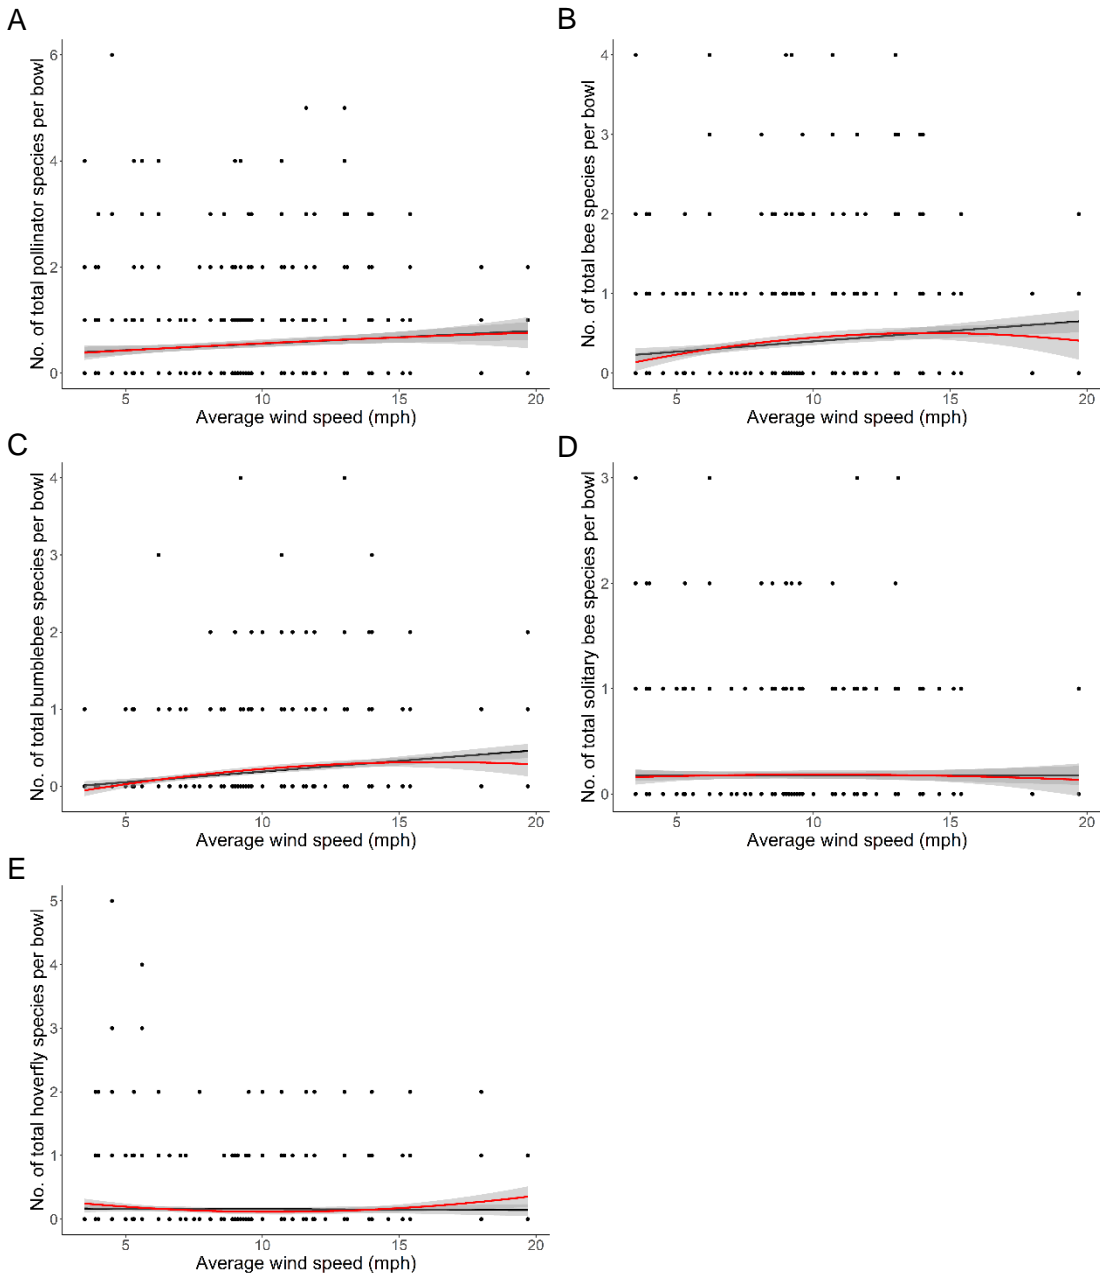 A
No. of total pollinator species per bowl
6
4
2
0
5
10
15
20
Average wind speed (mph)
B
No. of total bee species per bowl
4
3
2
1
0
5
10
15
20
Average wind speed (mph)
C
No. of total bumblebee species per bowl
4
3
2
1
0
5
10
15
20
Average wind speed (mph)
D
No. of total solitary bee species per bowl
3
2
1
0
5
10
15
20
Average wind speed (mph)
E
No. of total hoverfly species per bowl
5
4
3
2
1
0
5
10
15
20
Average wind speed (mph)